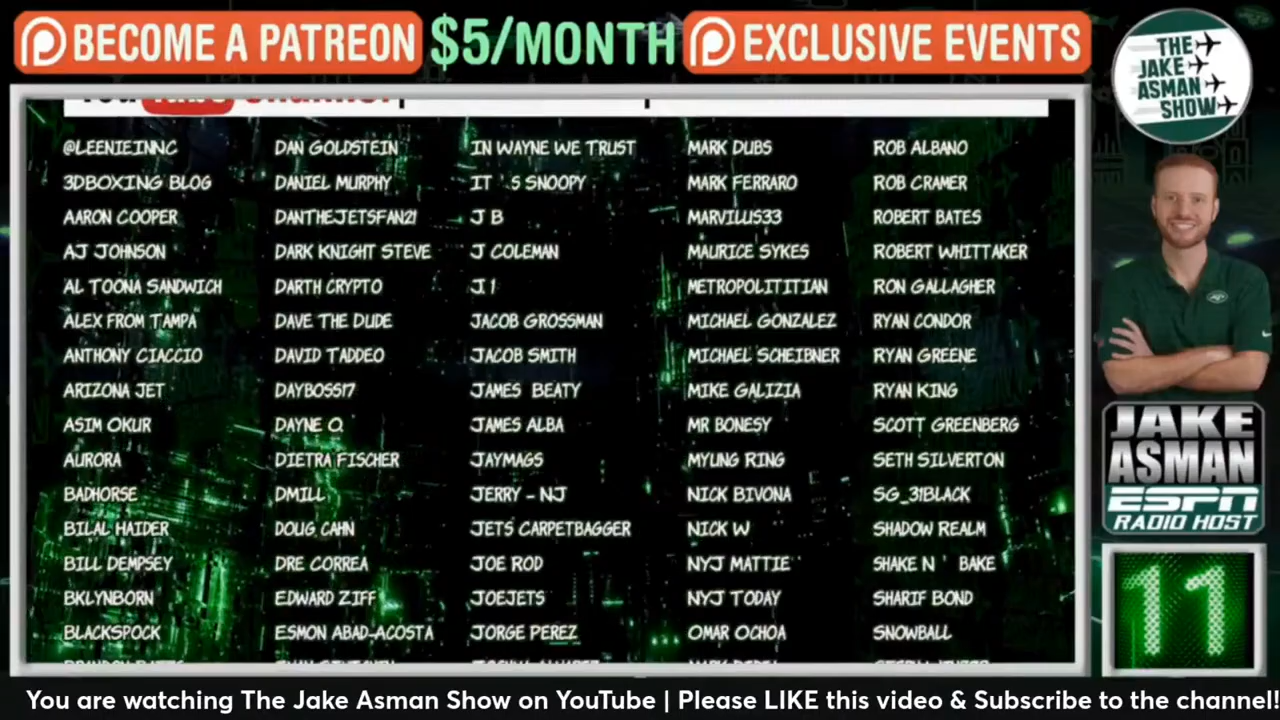 BECOME A PATREON $5/MONTH EXCLUSIVE EVENTS
THE
JAKE
ASMAN
SHOW
@LEENIEINNC DAN GOLDSTEIN IN WAYNE WE TRUST MARK DUBS ROB ALBANO
3DBOXING BLOG DANIEL MURPHY IT 'S SNOOPY MARK FERRARO ROB CRAMER
AARON COOPER DANTHEJETSFAN21 J B MARVILUS33 ROBERT BATES
AJ JOHNSON DARK KNIGHT STEVE J COLEMAN MAURICE SYKES ROBERT WHITTAKER
AL TOONA SANDWICH DARTH CRYPTO J 1 METROPOLITITIAN RON GALLAGHER
ALEX FROM TAMPA DAVE THE DUDE JACOB GROSSMAN MICHAEL GONZALEZ RYAN CONDOR
ANTHONY CIACCIO DAVID TADDEO JACOB SMITH MICHAEL SCHEIBNER RYAN GREENE
ARIZONA JET DAYBOSS17 JAMES BEATY MIKE GALIZIA RYAN KING
ASIM OKUR DAYNE O. JAMES ALBA MR BONESY SCOTT GREENBERG
AURORA DIETRA FISCHER JAYMAGS MYUNG RING SETH SILVERTON
BADHORSE DMILL JERRY - NJ NICK BIVONA SG_31BLACK
BILAL HAIDER DOUG CAHN JETS CARPETBAGGER NICK W SHADOW REALM
BILL DEMPSEY DRE CORREA JOE ROD NYJ MATTIE SHAKE N ' BAKE
BKLYNBORN EDWARD ZIFF JOEJETS NYJ TODAY SHARIF BOND
BLACKSPOCK ESMON ABAD-ACOSTA JORGE PEREZ OMAR OCHOA SNOWBALL
JAKE
ASMAN
ESPN
RADIO HOST
11
You are watching The Jake Asman Show on YouTube | Please LIKE this video & Subscribe to the channel!